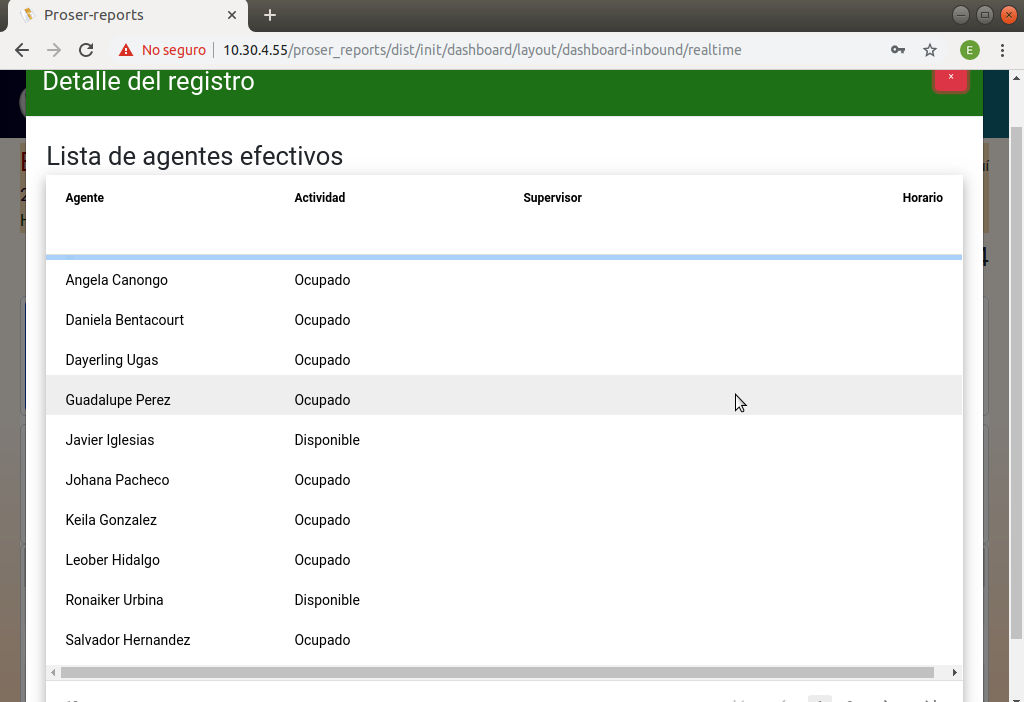 Proser-reports
No seguro 10.30.4.55/proser_reports/dist/init/dashboard/layout/dashboard-inbound/realtime
E
Detalle del registro
Lista de agentes efectivos
Agente Actividad Supervisor Horario
Angela Canongo Ocupado
Daniela Bentacourt Ocupado
Dayerling Ugas Ocupado
Guadalupe Perez Ocupado
Javier Iglesias Disponible
Johana Pacheco Ocupado
Keila Gonzalez Ocupado
Leober Hidalgo Ocupado
Ronaiker Urbina Disponible
Salvador Hernandez Ocupado